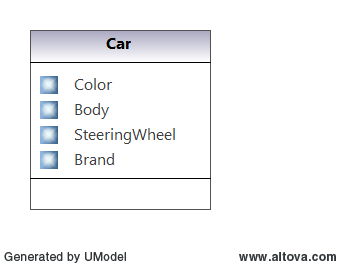 Car
Color
Body
SteeringWheel
Brand
Generated by UModel www.altova.com